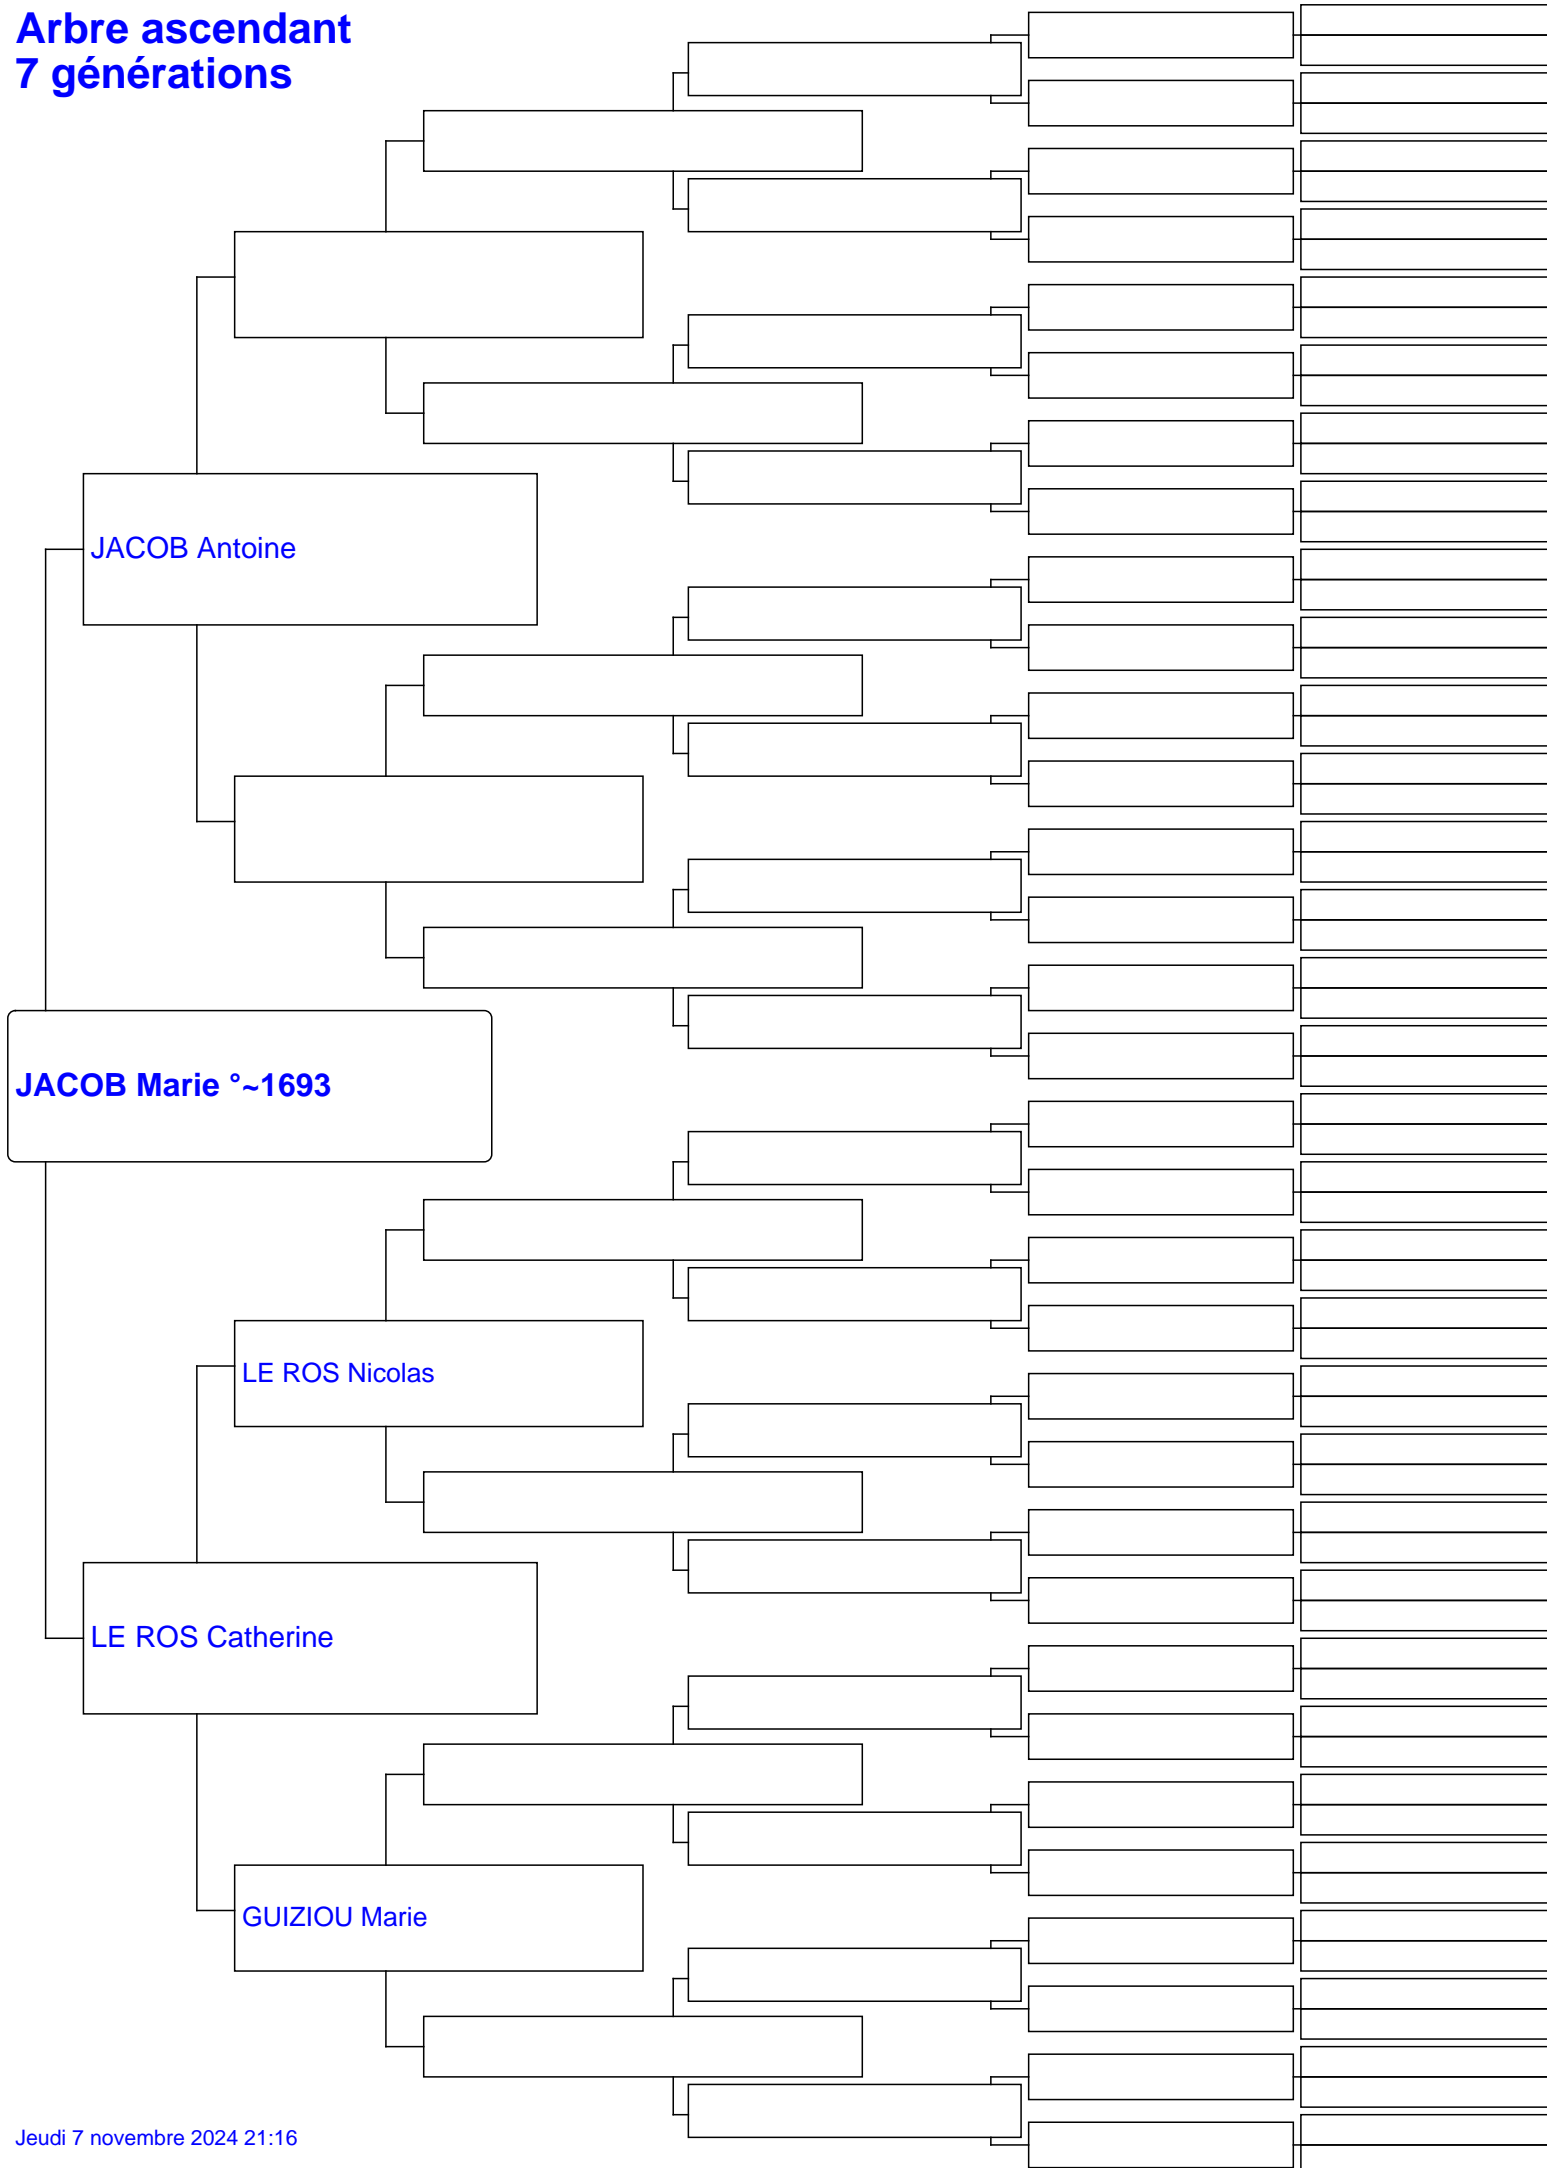 Arbre ascendant
7 générations
JACOB Antoine
JACOB Marie °~1693
LE ROS Nicolas
LE ROS Catherine
GUIZIOU Marie
Jeudi 7 novembre 2024 21:16